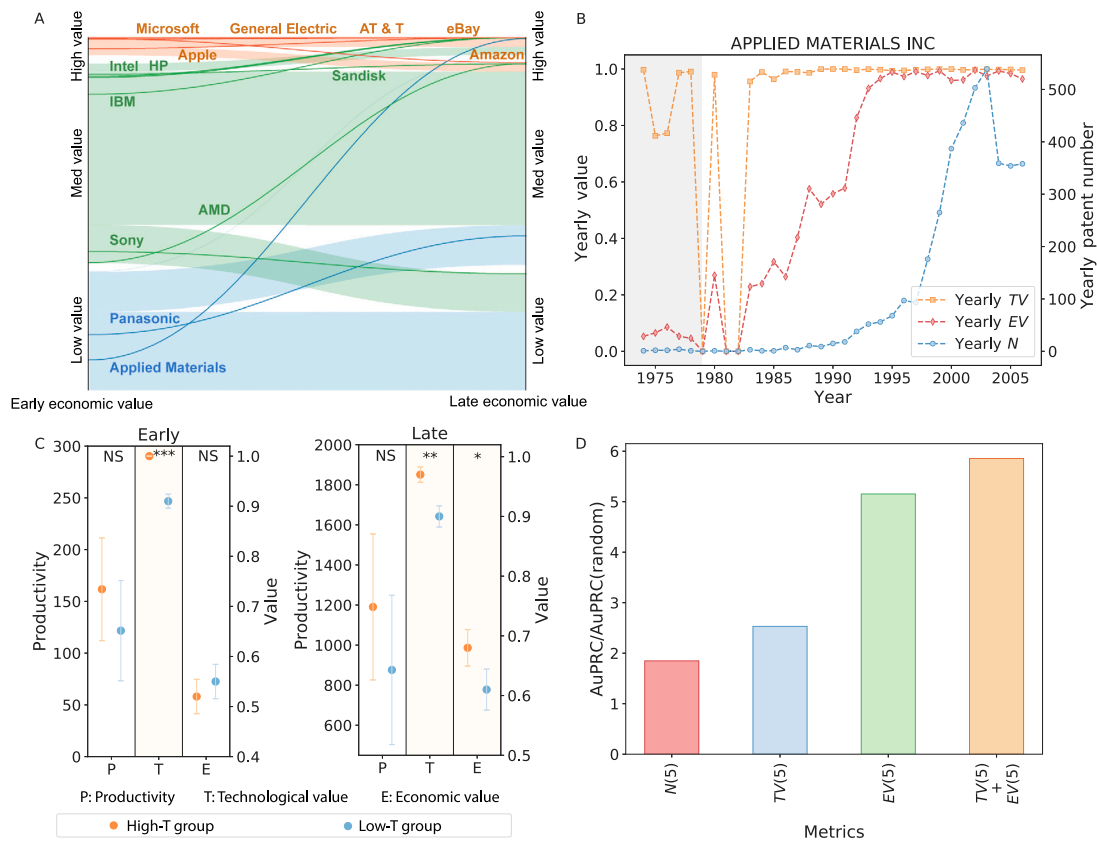 A
Microsoft General Electric AT & T eBay
Apple Amazon
Intel HP Sandisk
IBM
AMD
Sony
Panasonic
Applied Materials
High value
Med value
Low value
High value
Med value
Low value
Early economic value Late economic value
B
APPLIED MATERIALS INC
Yearly value
1.0
0.8
0.6
0.4
0.2
0.0
Yearly patent number
500
400
300
200
100
0
Yearly TV
Yearly EV
Yearly N
1975 1980 1985 1990 1995 2000 2005
Year
C
Early
NS *** NS
Productivity
300
250
200
150
100
50
0
Value
1.0
0.9
0.8
0.7
0.6
0.5
0.4
P T E
Late
NS ** *
Productivity
2000
1800
1600
1400
1200
1000
800
600
Value
1.0
0.9
0.8
0.7
0.6
0.5
P T E
P: Productivity T: Technological value E: Economic value
High-T group Low-T group
D
AuPRC/AuPRC(random)
6
5
4
3
2
1
0
N(5)
TV(5)
EV(5)
TV(5)
+
EV(5)
Metrics